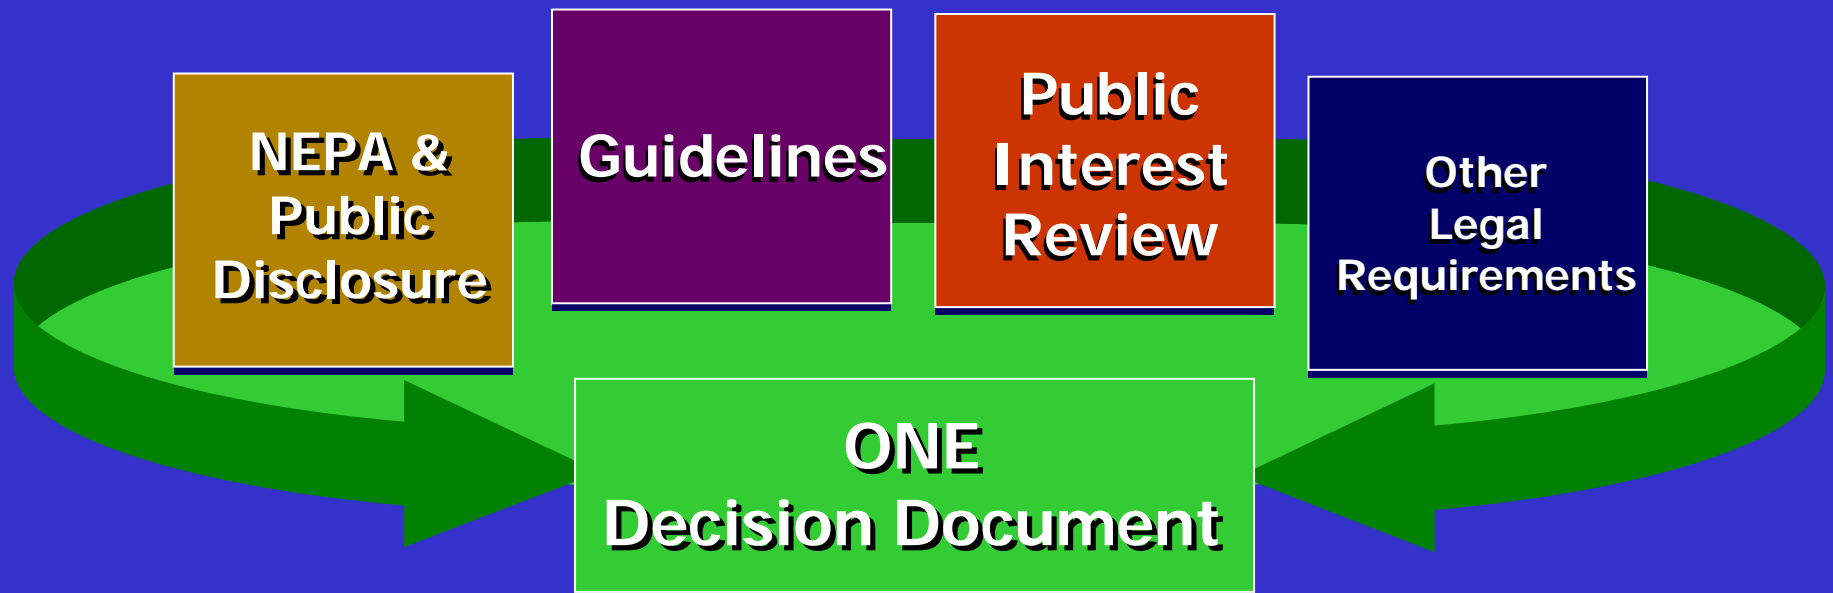 NEPA &
Public
Disclosure
Guidelines
Public
Interest
Review
Other
Legal
Requirements
ONE
Decision Document